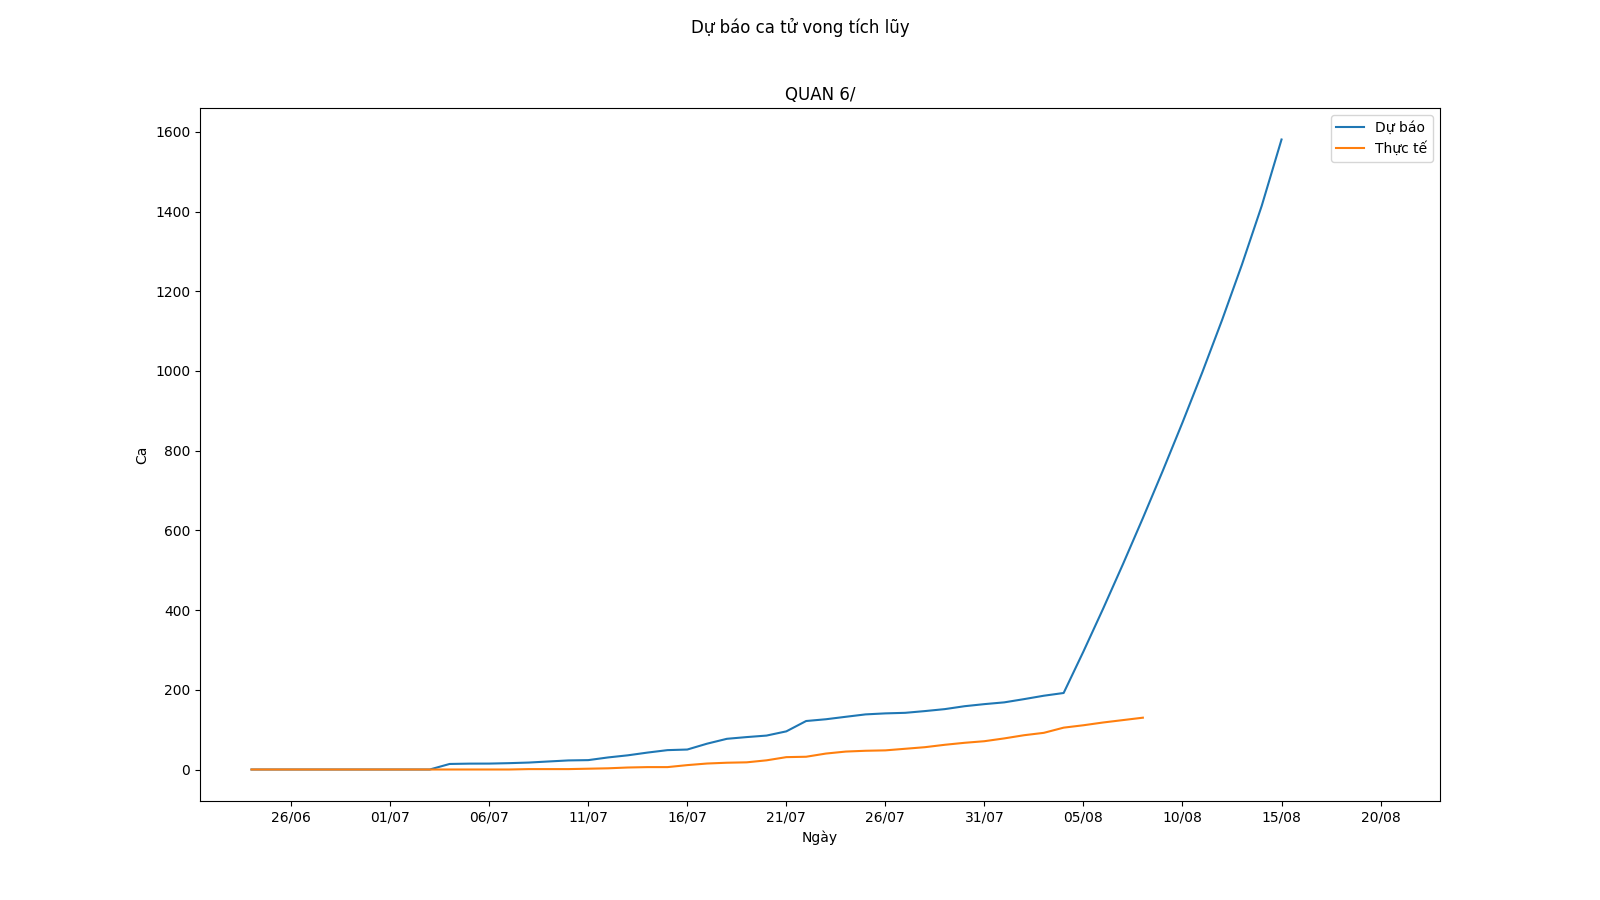 Dự báo ca tử vong tích lũy
QUAN 6/
Dự báo
Thực tế
1600
1400
1200
1000
800
600
400
200
0
Ca
26/06 01/07 06/07 11/07 16/07 21/07 26/07 31/07 05/08 10/08 15/08 20/08
Ngày